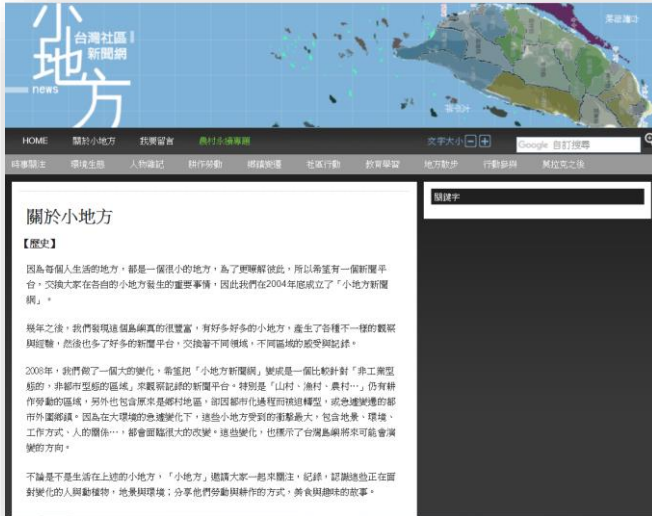 小地方
台灣社區
新聞網
news
HOME 關於小地方 我要留言 農村永續專題 文字大小 Google 自訂搜尋
時事關注 環境生態 人物雜記 耕作勞動 鄉鎮變遷 社區行動 教育學習 地方散步 行動參與 莫拉克之後
關鍵字
關於小地方
【歷史】
因為每個人生活的地方，都是一個很小的地方，為了更瞭解彼此，所以希望有一個新聞平
台。交換大家在各自的小地方發生的重要事情，因此我們在2004年底成立了「小地方新聞
網」。
幾年之後，我們發現這個島嶼真的很豐富，有好多好多的小地方，產生了各種不一樣的觀察
與經驗，然後也多了好多的新聞平台，交換著不同領域，不同區域的感受與記錄。
2008年，我們做了一個大的變化，希望把「小地方新聞網」變成是一個比較針對「非工業型
態的，非都市型態的區域」來觀察記錄的新聞平台。特別是「山村、漁村、農村…」仍有耕
作勞動的區域，另外也包含原來是鄉村地區，卻因都市化過程而被迫轉型，或急遽變遷的都
市外圍鄉鎮。因為在大環境的急遽變化下，這些小地方受到的衝擊最大，包含地景、環境、
工作方式、人的關係…，都會面臨很大的改變。這些變化，也標示了台灣島嶼將來可能會演
變的方向。
不論是不是生活在上述的小地方，「小地方」邀請大家一起來關注，紀錄，認識這些正在面
對變化的人與動植物，地景與環境；分享他們勞動與耕作的方式，美食與趣味的故事。